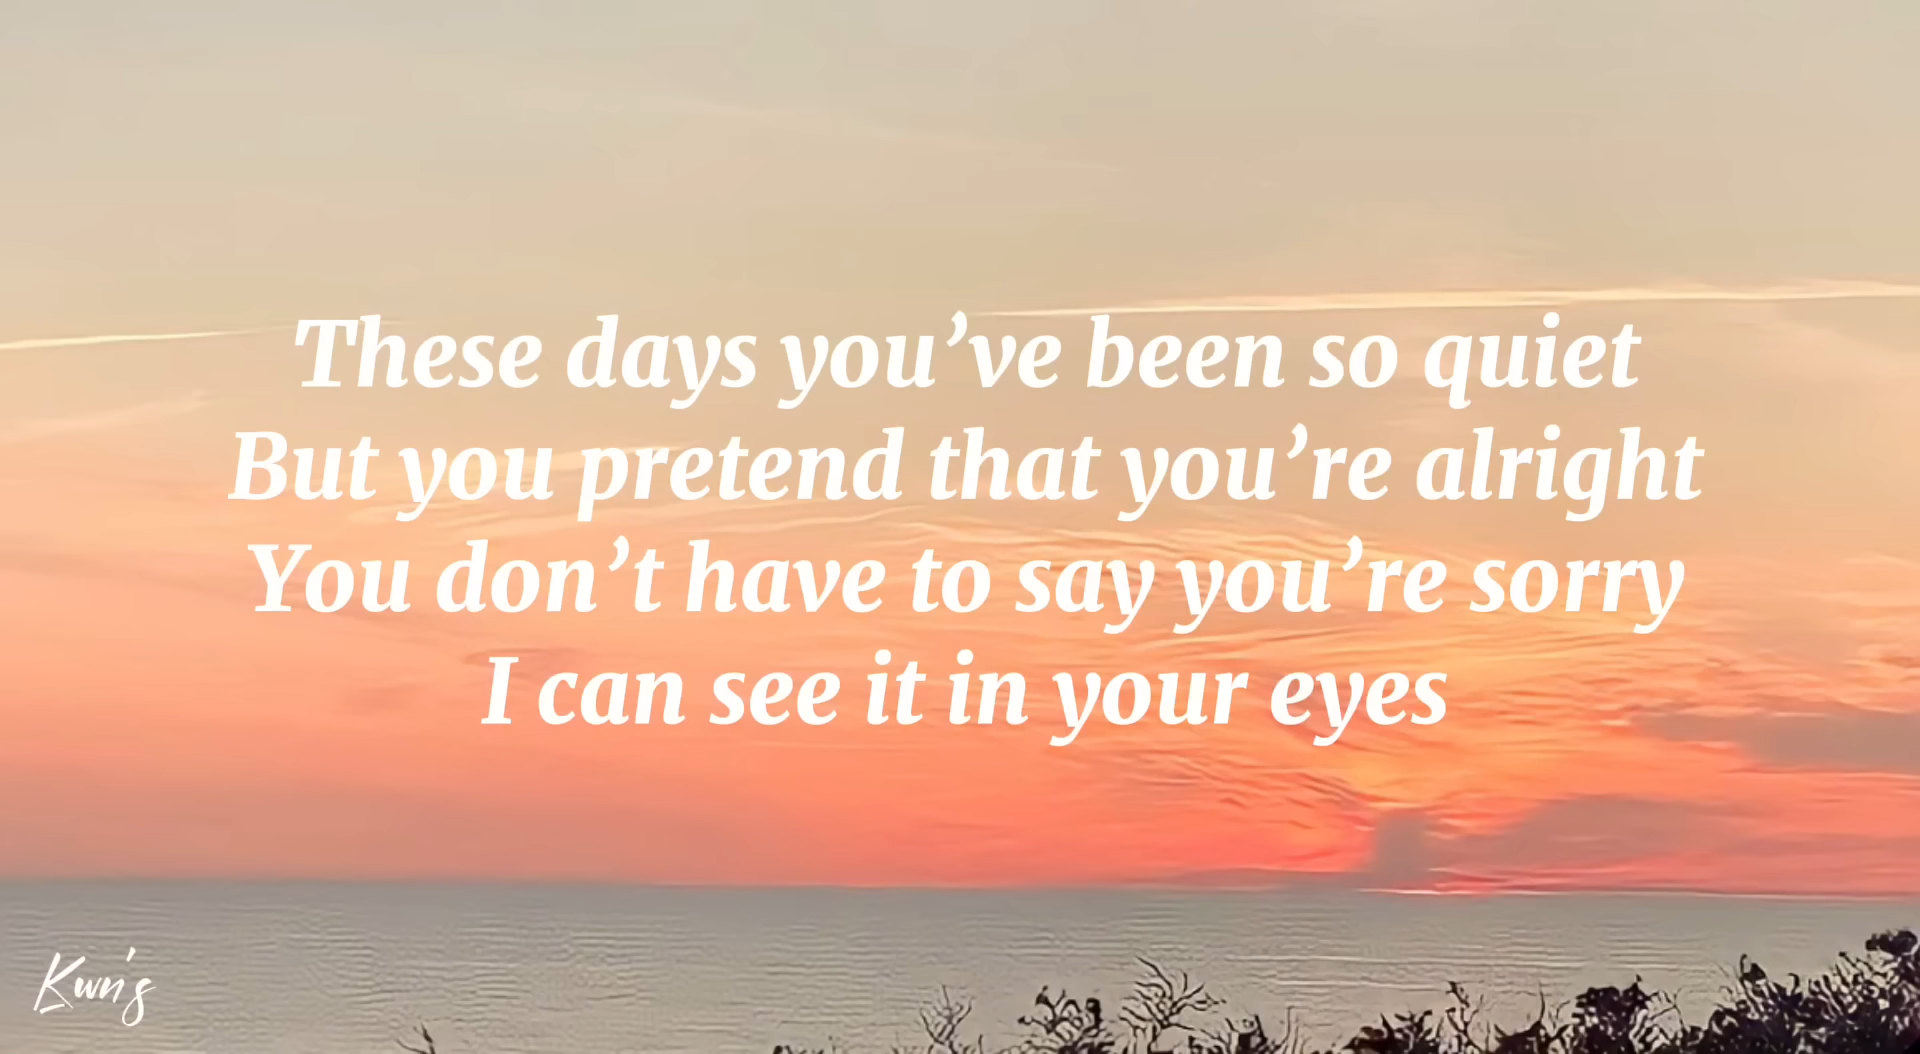 These days you’ve been so quiet
But you pretend that you’re alright
You don’t have to say you’re sorry
I can see it in your eyes
Kwn's